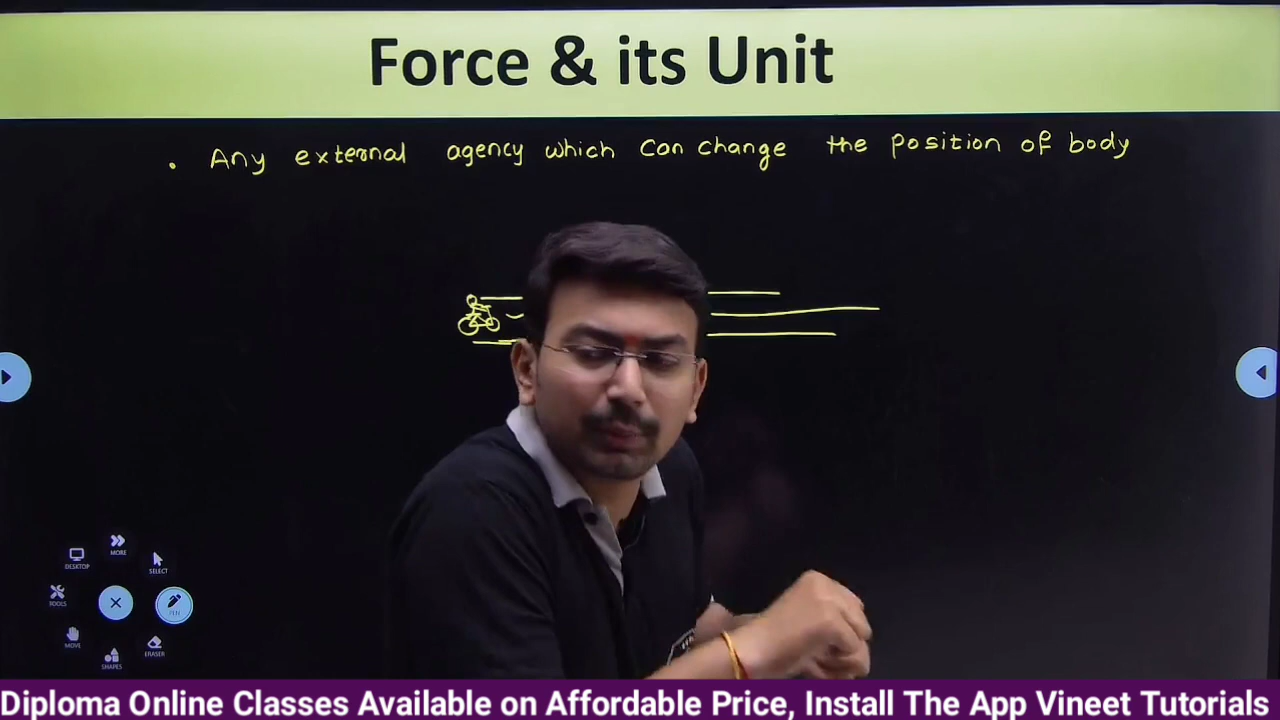 Force & its Unit
. Any external agency which can change the position of body
MORE
DESKTOP
SELECT
TOOLS
PEN
MOVE
ERASER
SHAPES
Diploma Online Classes Available on Affordable Price, Install The App Vineet Tutorials